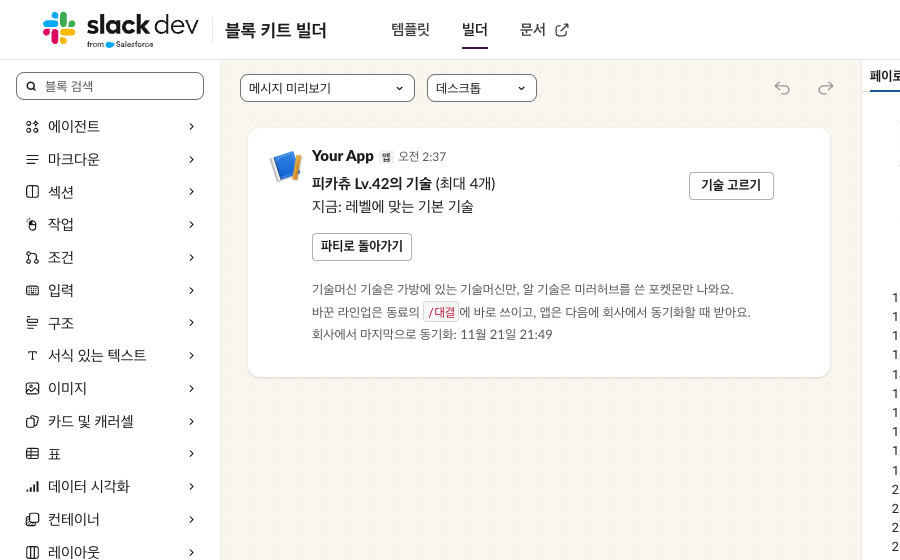 slack dev
from Salesforce
블록 키트 빌더
템플릿
빌더
문서
블록 검색
에이전트
마크다운
섹션
작업
조건
입력
구조
서식 있는 텍스트
이미지
카드 및 캐러셀
표
데이터 시각화
컨테이너
레이아웃
메시지 미리보기
데스크톱
Your App 앱 오전 2:37
피카츄 Lv.42의 기술 (최대 4개)
지금: 레벨에 맞는 기본 기술
기술 고르기
파티로 돌아가기
기술머신 기술은 가방에 있는 기술머신만, 알 기술은 미러허브를 쓴 포켓몬만 나와요.
바꾼 라인업은 동료의 /대결 에 바로 쓰이고, 앱은 다음에 회사에서 동기화할 때 받아요.
회사에서 마지막으로 동기화: 11월 21일 21:49